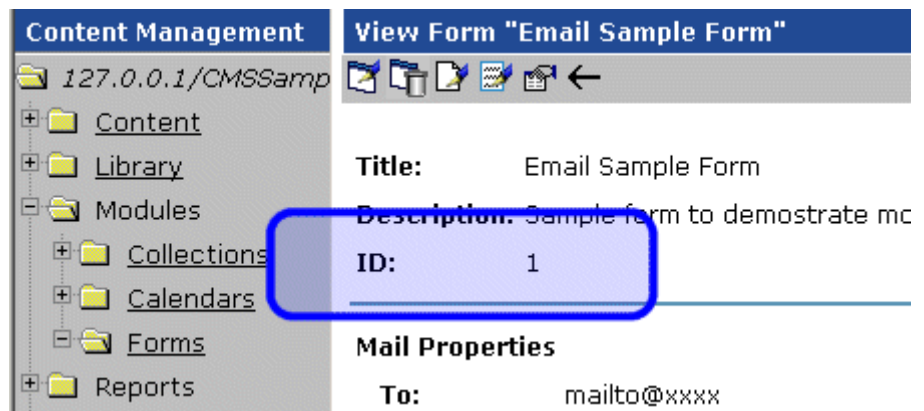 Content Management
127.0.0.1/CMSSamp
Content
Library
Modules
Collections
Calendars
Forms
Reports
View Form "Email Sample Form"
Title: Email Sample Form
Description: Sample form to demostrate mo
ID: 1
Mail Properties
To: mailto@xxxx